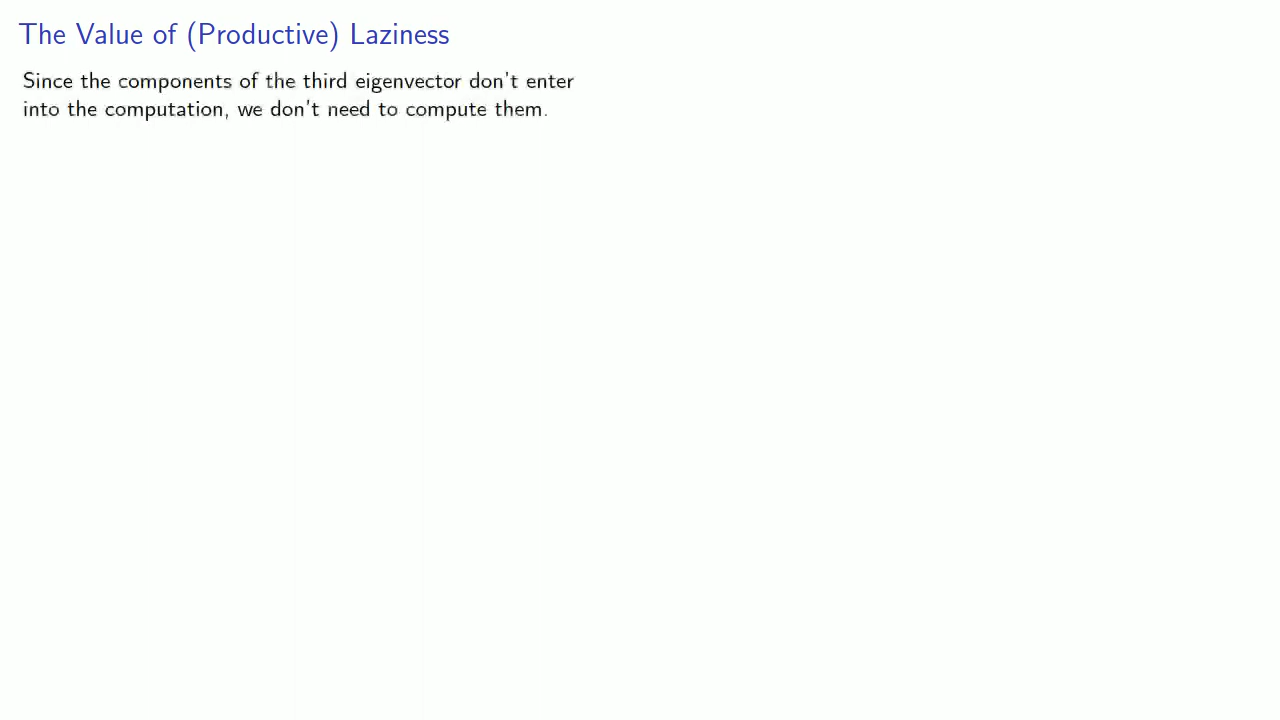 The Value of (Productive) Laziness
Since the components of the third eigenvector don't enter
into the computation, we don't need to compute them.